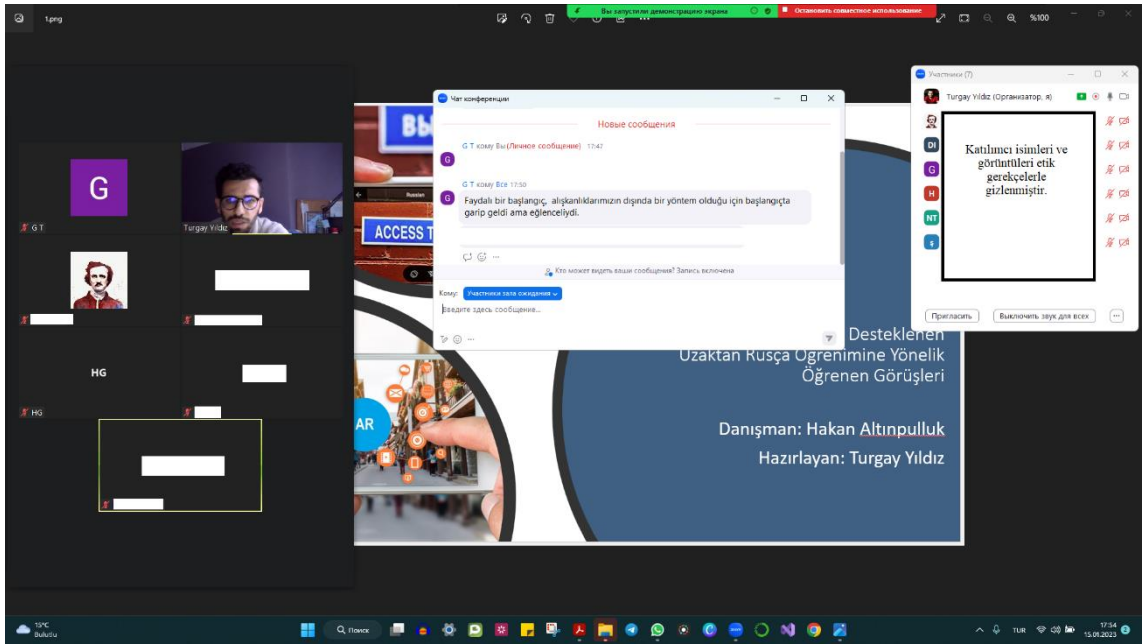 1.png
Вы запустили демонстрацию экрана
Остановить совместное использование
%100
G
G T
Turgay Yıldız
HG
HG
Russian
ACCESS
AR
Чат конференции
Новые сообщения
G T кому Вы (Личное сообщение) 17:47
G
G T кому Все 17:50
G
Faydalı bir başlangıç, alışkanlıklarımızın dışında bir yöntem olduğu için başlangıçta
garip geldi ama eğlenceliydi.
Кто может видеть ваши сообщения? Запись включена
Кому: Участники зала ожидания
Введите здесь сообщение...
Участники (7)
Turgay Yıldız (Организатор, я)
DI
G
H
NT
Ş
Katılımcı isimleri ve
görüntüleri etik
gerekçelerle
gizlenmiştir.
Пригласить
Выключить звук для всех
Desteklenen
Uzaktan Rusça Öğrenimine Yönelik
Öğrenen Görüşleri
Danışman: Hakan Altınpulluk
Hazırlayan: Turgay Yıldız
15°C
Bulutlu
Поиск
TUR
17:54
15.01.2023